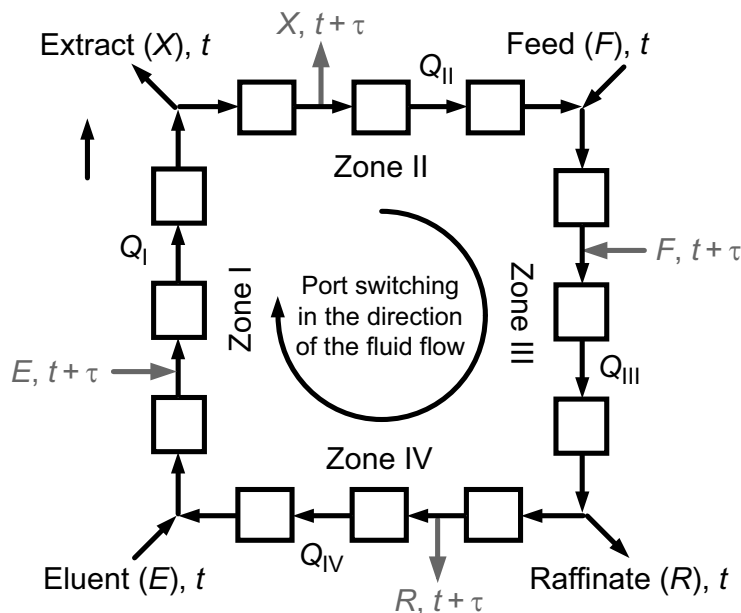 X, t+τ
Extract (X), t
Feed (F), t
Q_II
Zone II
Q_I
Zone I
Port switching
in the direction
of the fluid flow
Zone III
F, t+τ
E, t+τ
Q_III
Zone IV
Q_IV
Eluent (E), t
R, t+τ
Raffinate (R), t